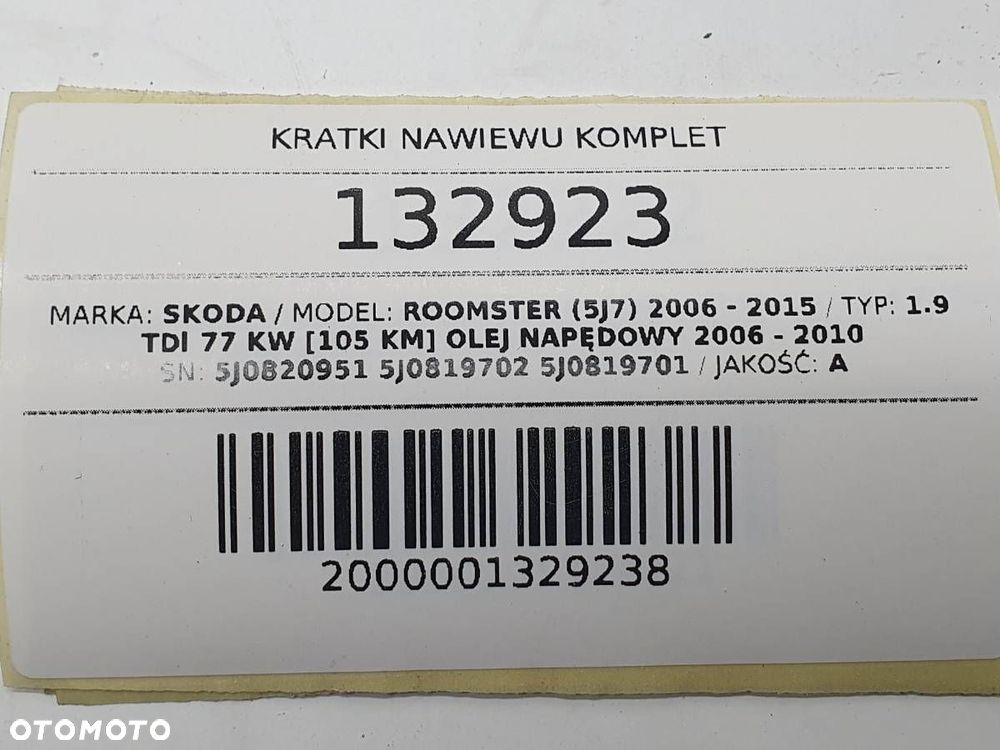 KRATKI NAWIEWU KOMPLET
132923
MARKA: SKODA / MODEL: ROOMSTER (5J7) 2006 - 2015 / TYP: 1.9
TDI 77 KW [105 KM] OLEJ NAPĘDOWY 2006 - 2010
SN: 5J0820951 5J0819702 5J0819701 / JAKOŚĆ: A
2000001329238
OTOMOTO